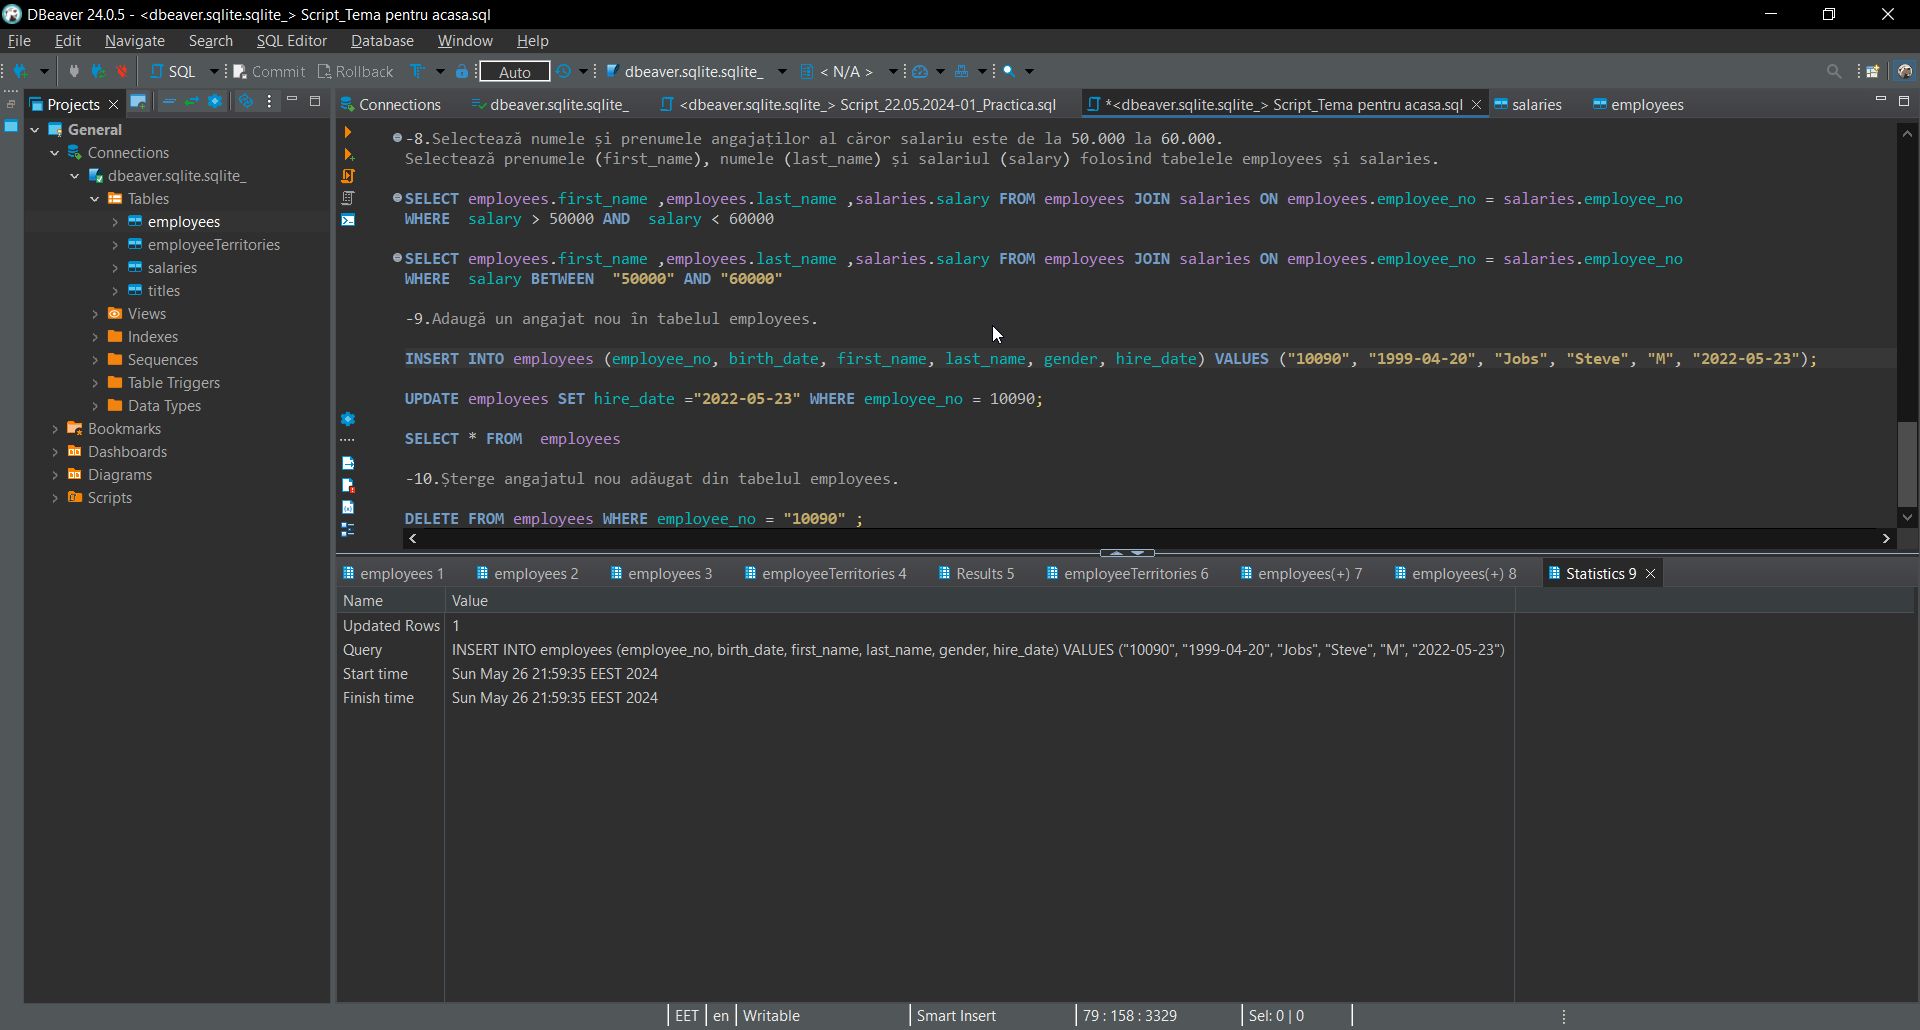 DBeaver 24.0.5 - <dbeaver.sqlite.sqlite_> Script_Tema pentru acasa.sql
File Edit Navigate Search SQL Editor Database Window Help
SQL Commit Rollback Auto dbeaver.sqlite.sqlite_ < N/A >
Projects
Connections dbeaver.sqlite.sqlite_ <dbeaver.sqlite.sqlite_> Script_22.05.2024-01_Practica.sql *<dbeaver.sqlite.sqlite_> Script_Tema pentru acasa.sql salaries employees
General
Connections
dbeaver.sqlite.sqlite_
Tables
employees
employeeTerritories
salaries
titles
Views
Indexes
Sequences
Table Triggers
Data Types
Bookmarks
Dashboards
Diagrams
Scripts
-8.Selectează numele și prenumele angajaților al căror salariu este de la 50.000 la 60.000.
Selectează prenumele (first_name), numele (last_name) și salariul (salary) folosind tabelele employees și salaries.
SELECT employees.first_name ,employees.last_name ,salaries.salary FROM employees JOIN salaries ON employees.employee_no = salaries.employee_no
WHERE salary > 50000 AND salary < 60000
SELECT employees.first_name ,employees.last_name ,salaries.salary FROM employees JOIN salaries ON employees.employee_no = salaries.employee_no
WHERE salary BETWEEN "50000" AND "60000"
-9.Adaugă un angajat nou în tabelul employees.
INSERT INTO employees (employee_no, birth_date, first_name, last_name, gender, hire_date) VALUES ("10090", "1999-04-20", "Jobs", "Steve", "M", "2022-05-23");
UPDATE employees SET hire_date ="2022-05-23" WHERE employee_no = 10090;
SELECT * FROM employees
-10.Șterge angajatul nou adăugat din tabelul employees.
DELETE FROM employees WHERE employee_no = "10090" ;
employees 1 employees 2 employees 3 employeeTerritories 4 Results 5 employeeTerritories 6 employees(+) 7 employees(+) 8 Statistics 9
Name Value
Updated Rows 1
Query INSERT INTO employees (employee_no, birth_date, first_name, last_name, gender, hire_date) VALUES ("10090", "1999-04-20", "Jobs", "Steve", "M", "2022-05-23")
Start time Sun May 26 21:59:35 EEST 2024
Finish time Sun May 26 21:59:35 EEST 2024
EET en Writable Smart Insert 79 : 158 : 3329 Sel: 0 | 0